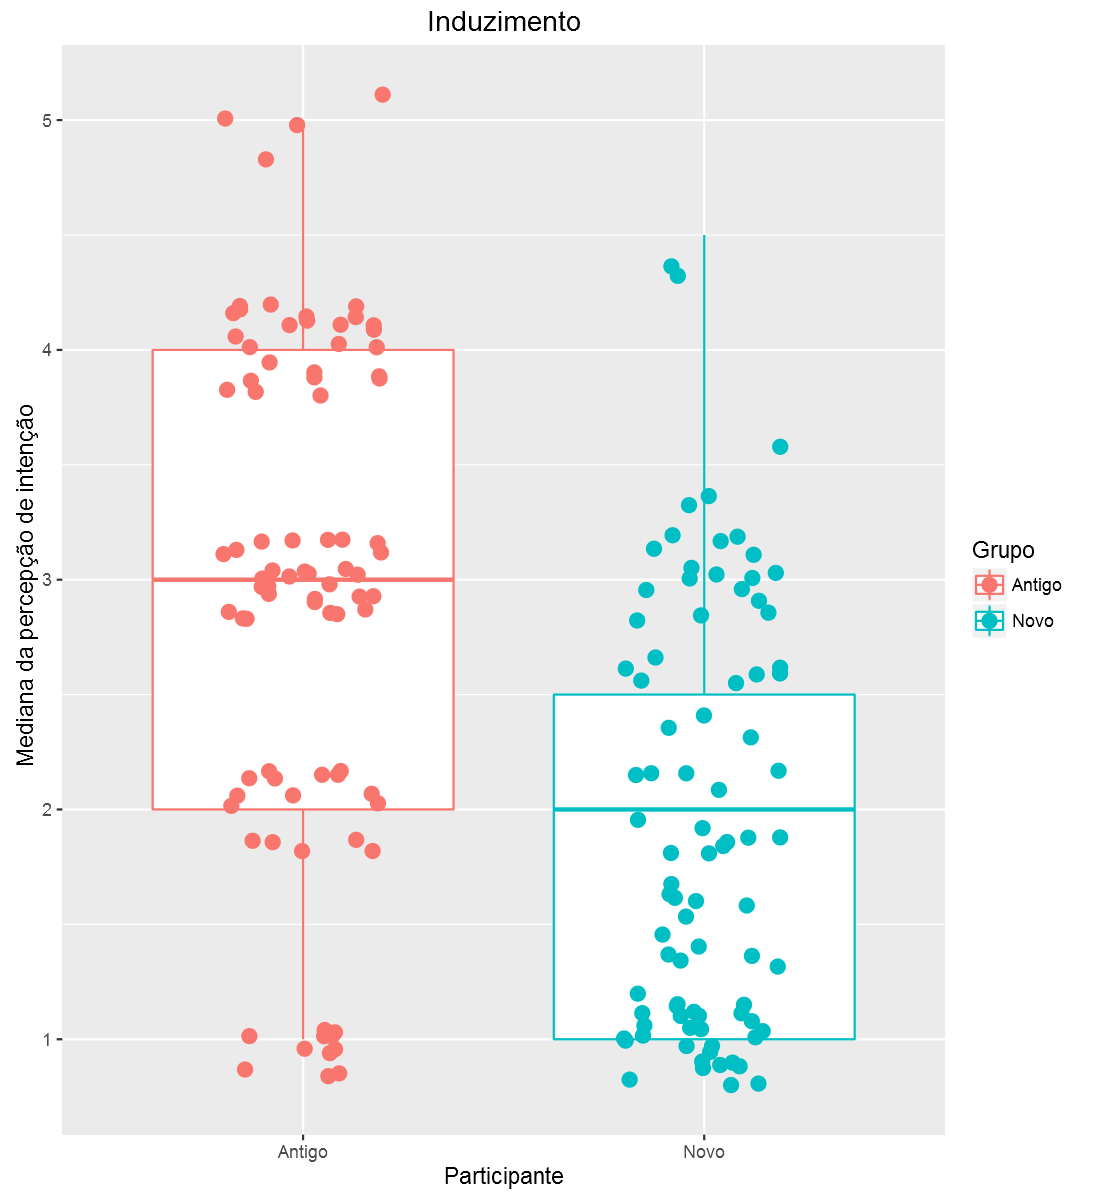 Induzimento
Mediana da percepção de intenção
5
4
3
2
1
Antigo
Novo
Participante
Grupo
Antigo
Novo